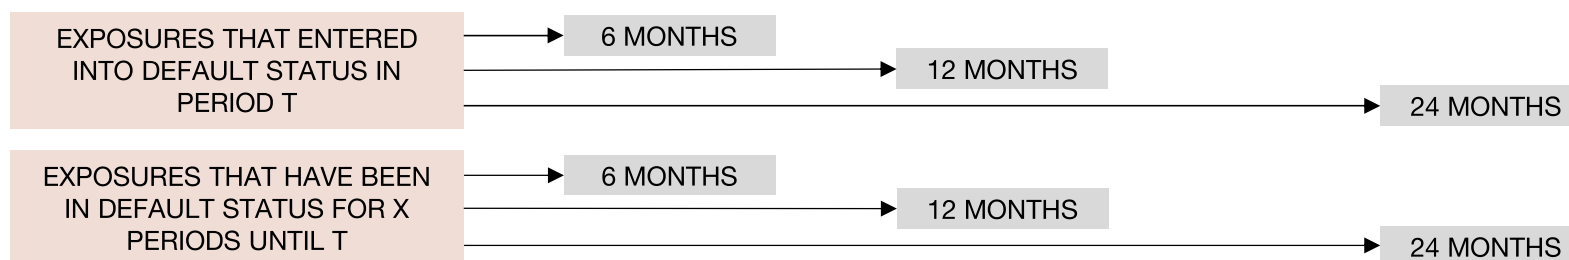 EXPOSURES THAT ENTERED
INTO DEFAULT STATUS IN
PERIOD T
6 MONTHS
12 MONTHS
24 MONTHS
EXPOSURES THAT HAVE BEEN
IN DEFAULT STATUS FOR X
PERIODS UNTIL T
6 MONTHS
12 MONTHS
24 MONTHS